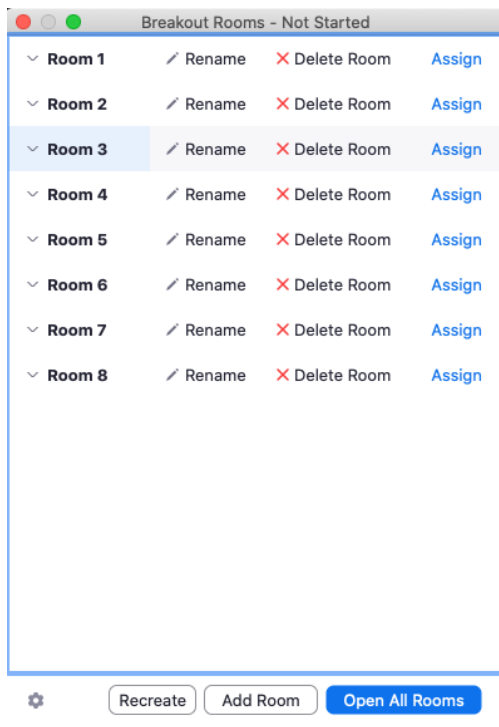 Breakout Rooms - Not Started
Room 1 Rename Delete Room Assign
Room 2 Rename Delete Room Assign
Room 3 Rename Delete Room Assign
Room 4 Rename Delete Room Assign
Room 5 Rename Delete Room Assign
Room 6 Rename Delete Room Assign
Room 7 Rename Delete Room Assign
Room 8 Rename Delete Room Assign
Recreate Add Room Open All Rooms